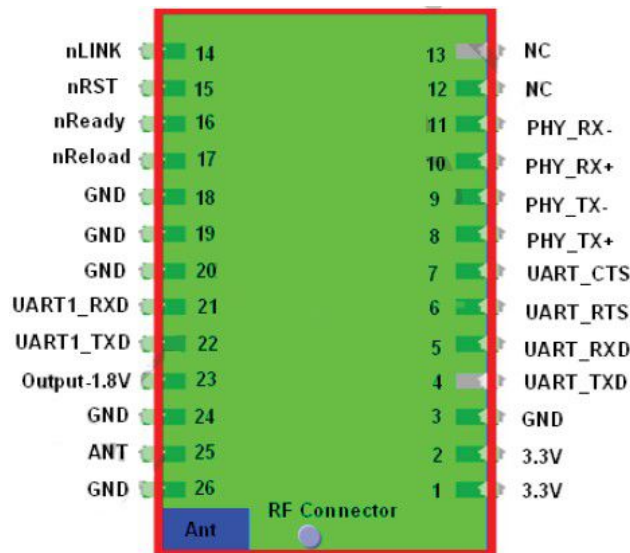 nLINK 14 13 NC
nRST 15 12 NC
nReady 16 11 PHY_RX-
nReload 17 10 PHY_RX+
GND 18 9 PHY_TX-
GND 19 8 PHY_TX+
GND 20 7 UART_CTS
UART1_RXD 21 6 UART_RTS
UART1_TXD 22 5 UART_RXD
Output-1.8V 23 4 UART_TXD
GND 24 3 GND
ANT 25 2 3.3V
GND 26 1 3.3V
RF Connector
Ant